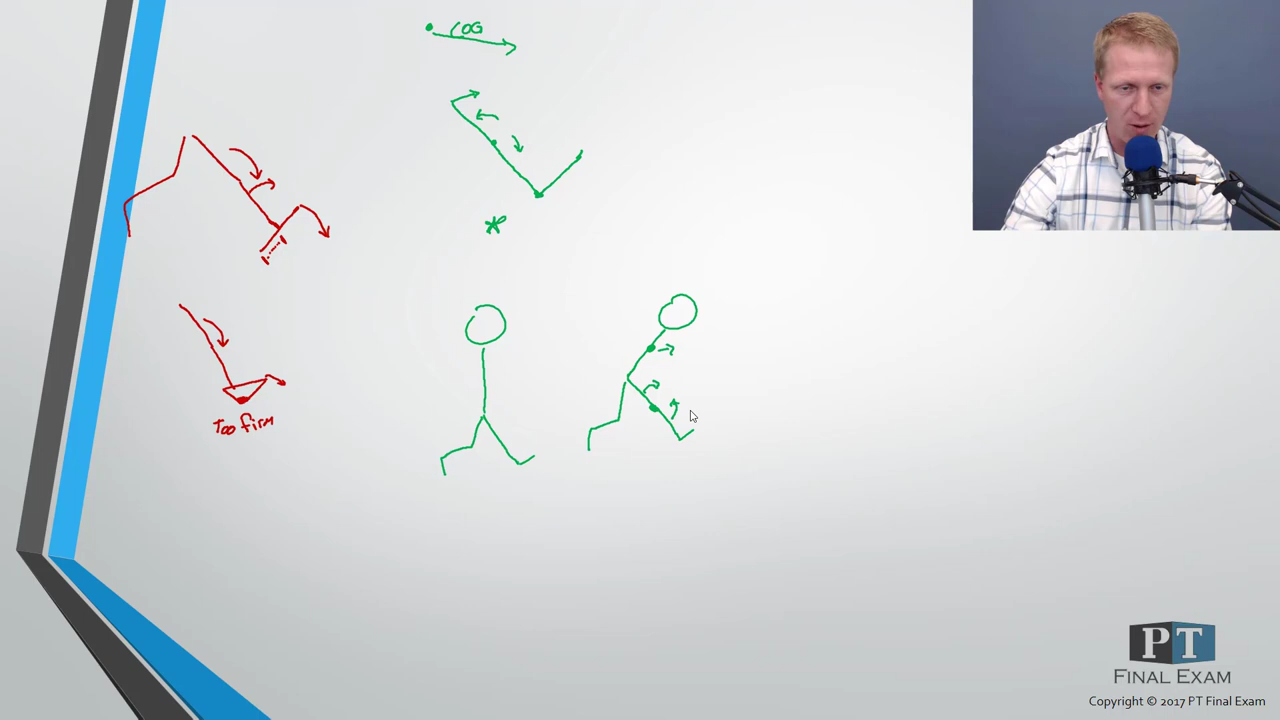 COG
*
Too firm
PT
FINAL EXAM
Copyright © 2017 PT Final Exam